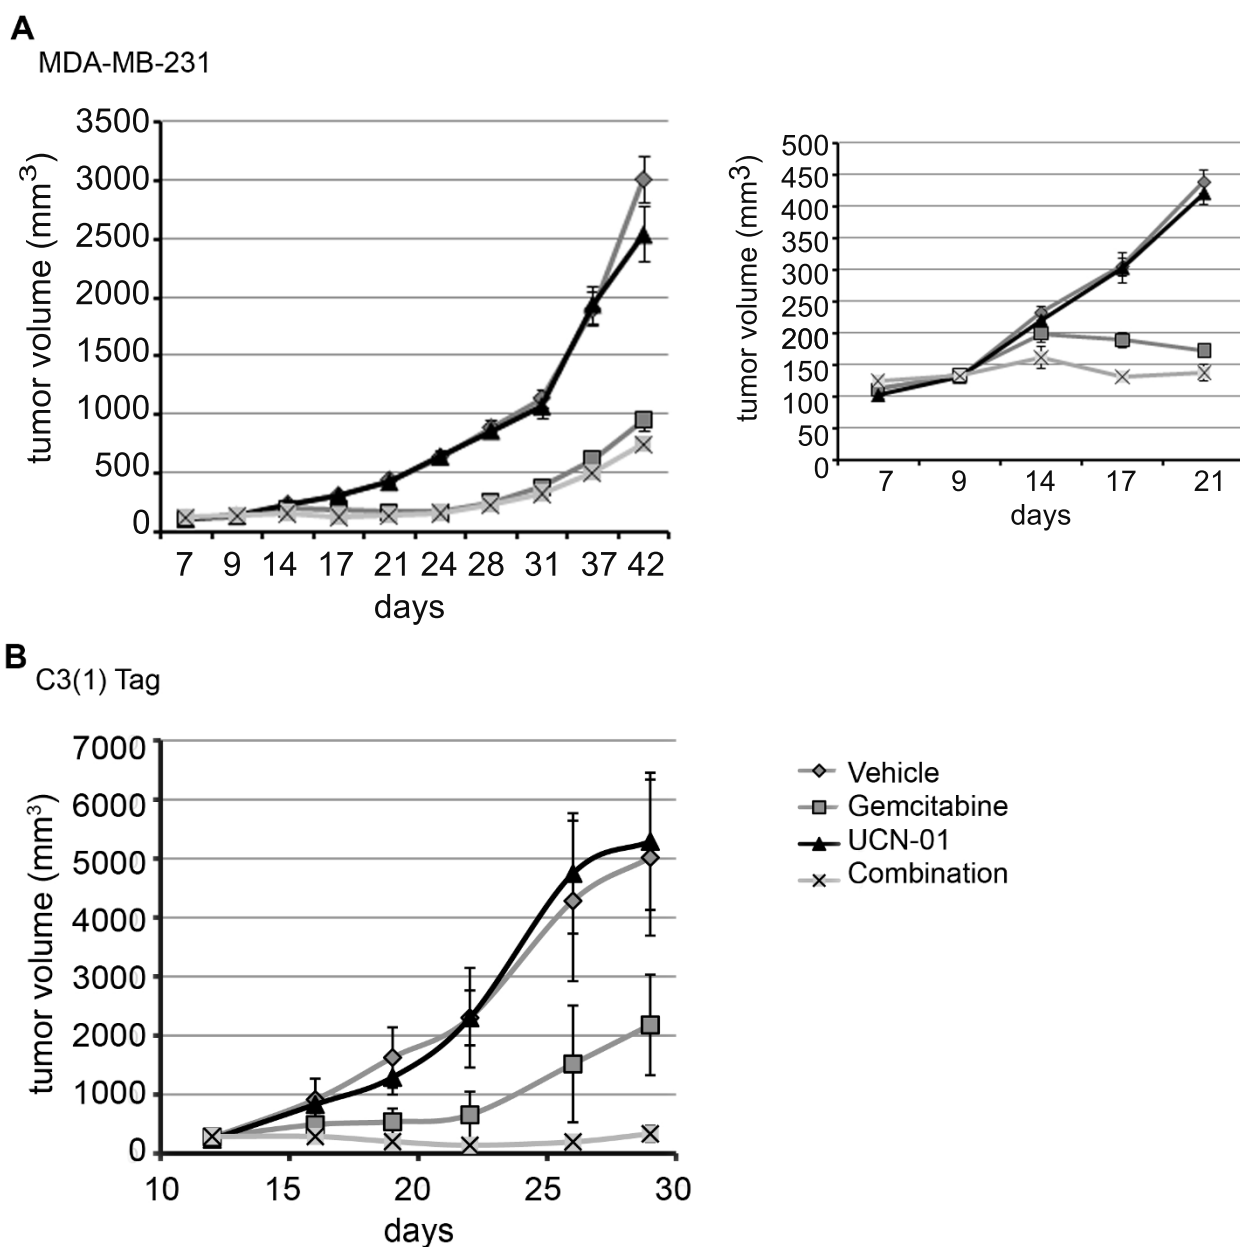 A
MDA-MB-231
tumor volume (mm3)
3500
3000
2500
2000
1500
1000
500
0
7 9 14 17 21 24 28 31 37 42
days
tumor volume (mm3)
500
450
400
350
300
250
200
150
100
50
0
7 9 14 17 21
days
B
C3(1) Tag
tumor volume (mm3)
7000
6000
5000
4000
3000
2000
1000
0
10 15 20 25 30
days
Vehicle
Gemcitabine
UCN-01
Combination